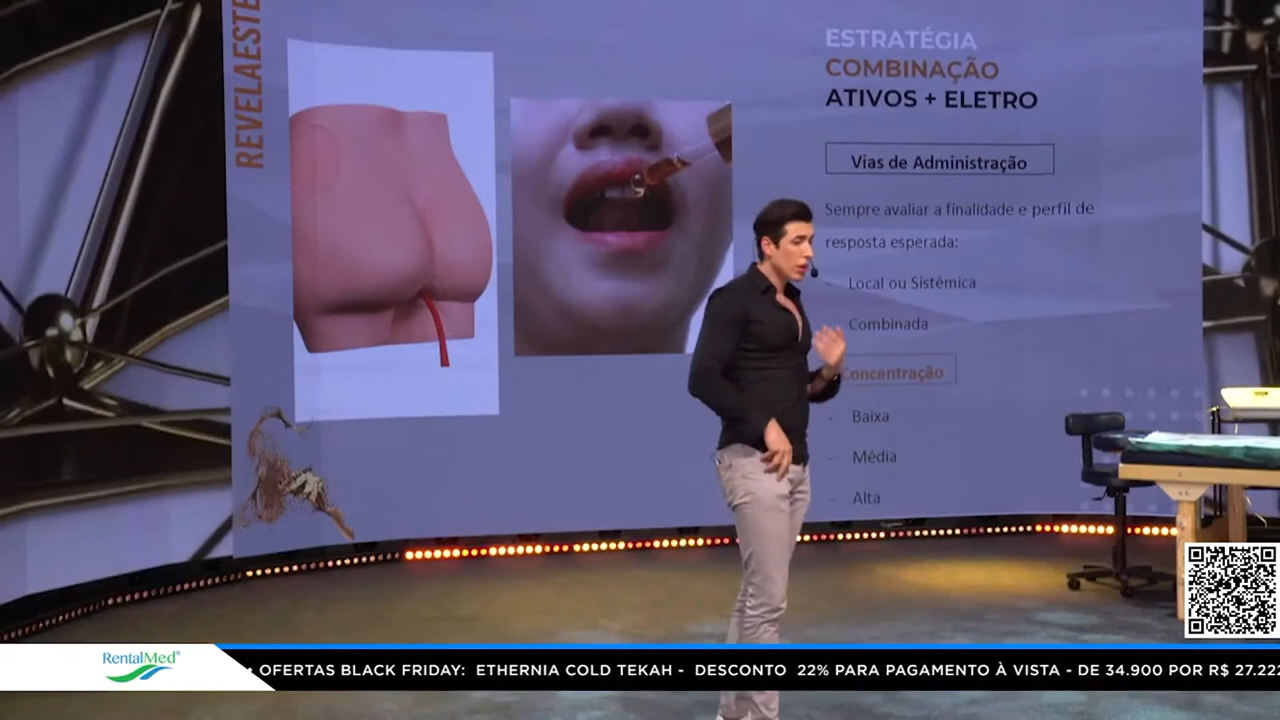 REVELAESTE
ESTRATÉGIA
COMBINAÇÃO
ATIVOS + ELETRO
Vias de Administração
Sempre avaliar a finalidade e perfil de
resposta esperada:
- Local ou Sistêmica
Combinada
Concentração
- Baixa
- Média
- Alta
RentalMed®
• OFERTAS BLACK FRIDAY: ETHERNIA COLD TEKAH - DESCONTO 22% PARA PAGAMENTO À VISTA - DE 34.900 POR R$ 27.222